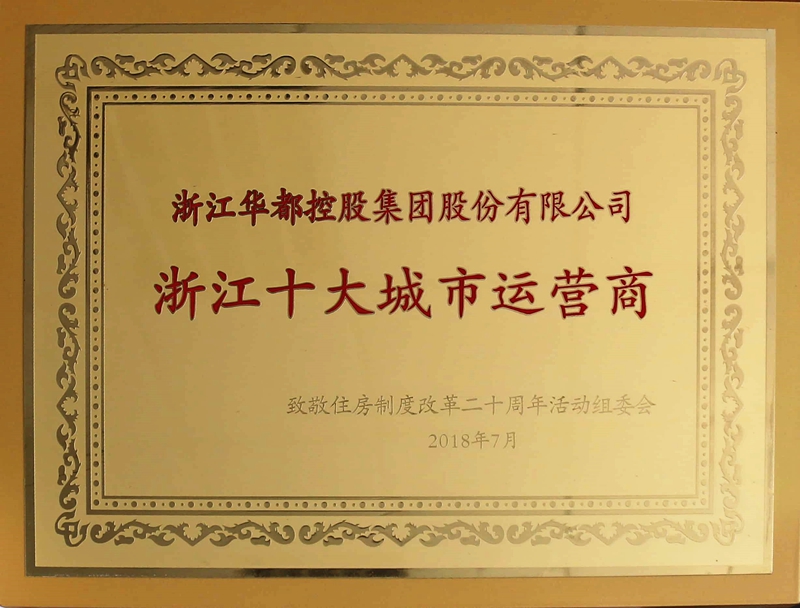 浙江华都控股集团股份有限公司
浙江十大城市运营商
致敬住房制度改革二十周年活动组委会
2018年7月